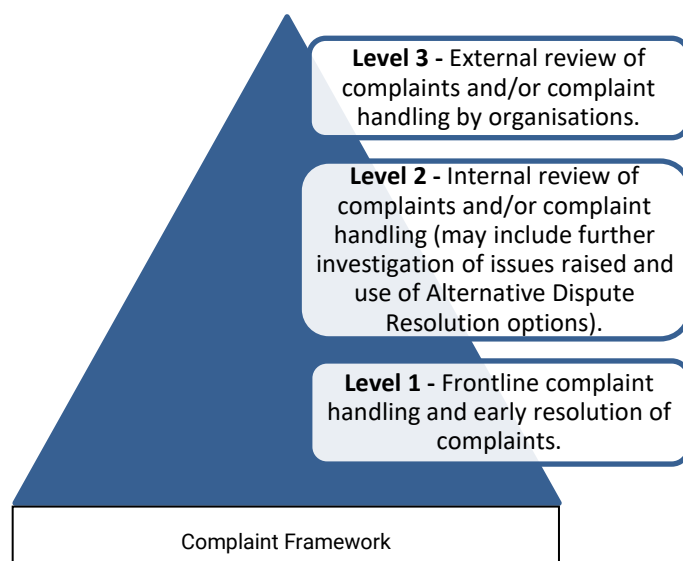 Level 3 - External review of
complaints and/or complaint
handling by organisations.
Level 2 - Internal review of
complaints and/or complaint
handling (may include further
investigation of issues raised and
use of Alternative Dispute
Resolution options).
Level 1 - Frontline complaint
handling and early resolution of
complaints.
Complaint Framework